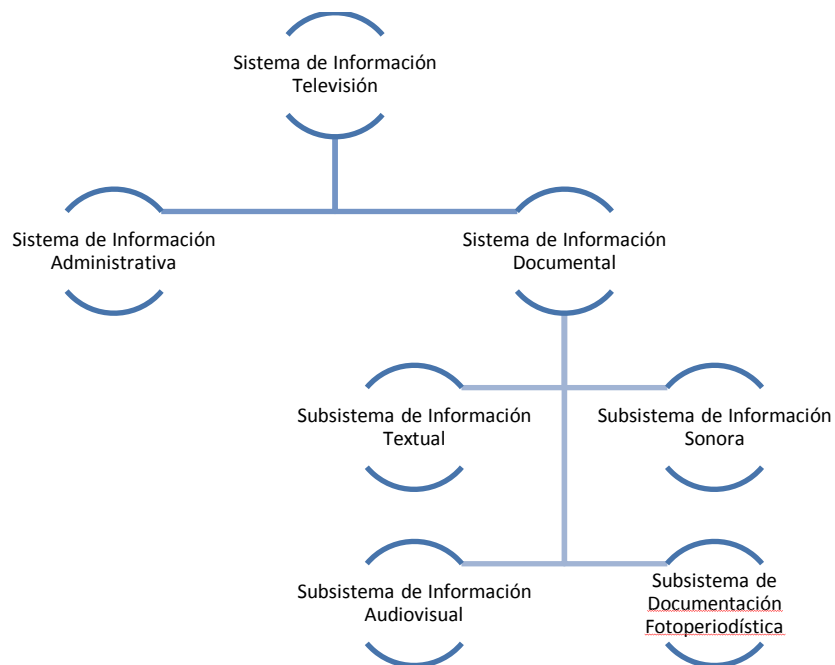 Sistema de Información
Televisión
Sistema de Información
Administrativa
Sistema de Información
Documental
Subsistema de Información
Textual
Subsistema de Información
Sonora
Subsistema de Información
Audiovisual
Subsistema de
Documentación
Fotoperiodística